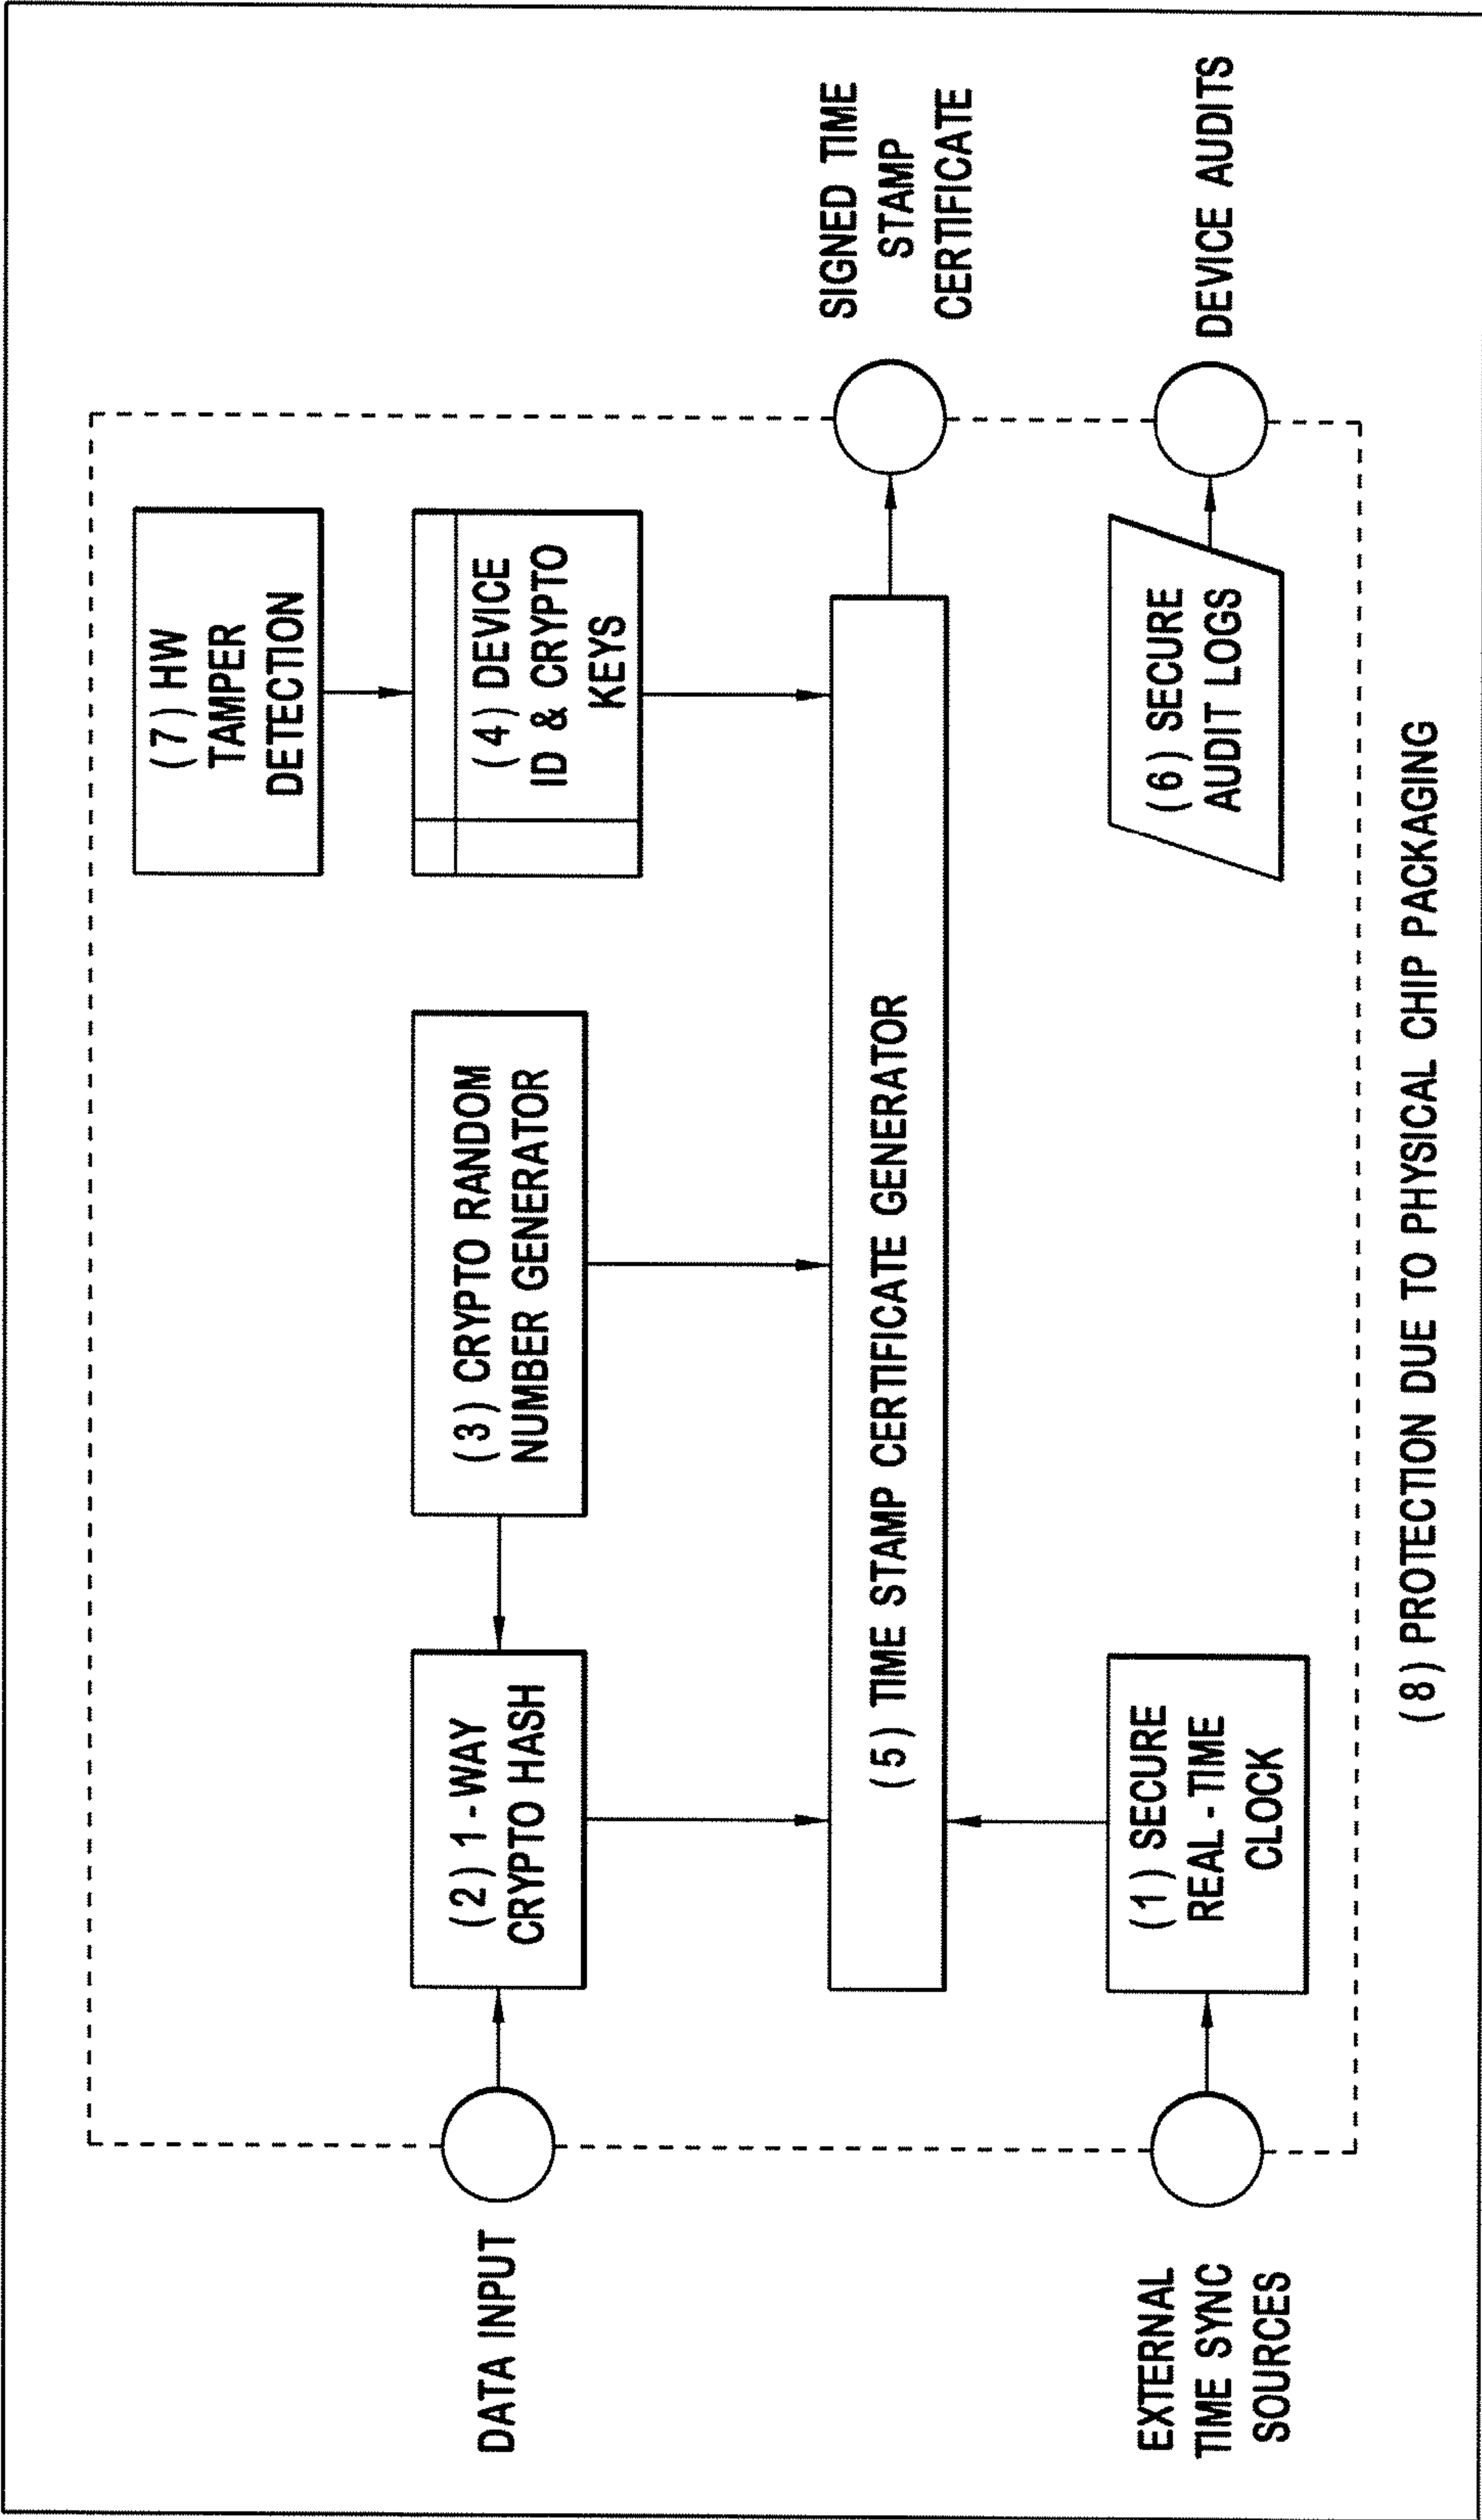 (7) HW
TAMPER
DETECTION
(4) DEVICE
ID & CRYPTO
KEYS
(3) CRYPTO RANDOM
NUMBER GENERATOR
(2) 1-WAY
CRYPTO HASH
DATA INPUT
(5) TIME STAMP CERTIFICATE GENERATOR
SIGNED TIME
STAMP
CERTIFICATE
EXTERNAL
TIME SYNC
SOURCES
(1) SECURE
REAL-TIME
CLOCK
(6) SECURE
AUDIT LOGS
DEVICE AUDITS
(8) PROTECTION DUE TO PHYSICAL CHIP PACKAGING